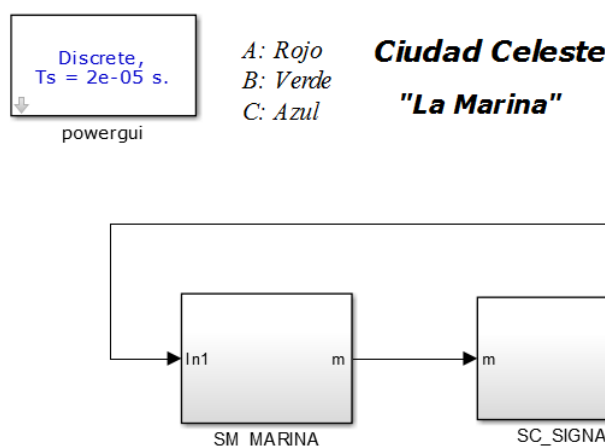 Discrete,
Ts = 2e-05 s.
powergui
A: Rojo
B: Verde
C: Azul
Ciudad Celeste
"La Marina"
In1
m
SM_MARINA
m
SC_SIGNA